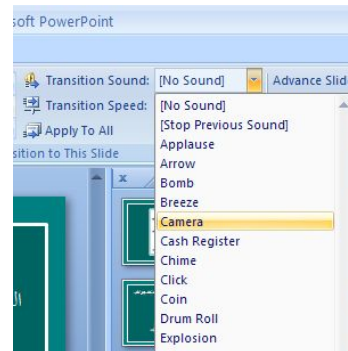 soft PowerPoint
Transition Sound: [No Sound] Advance Slid
Transition Speed:
Apply To All
sition to This Slide
[No Sound]
[Stop Previous Sound]
Applause
Arrow
Bomb
Breeze
Camera
Cash Register
Chime
Click
Coin
Drum Roll
Explosion
x
ال